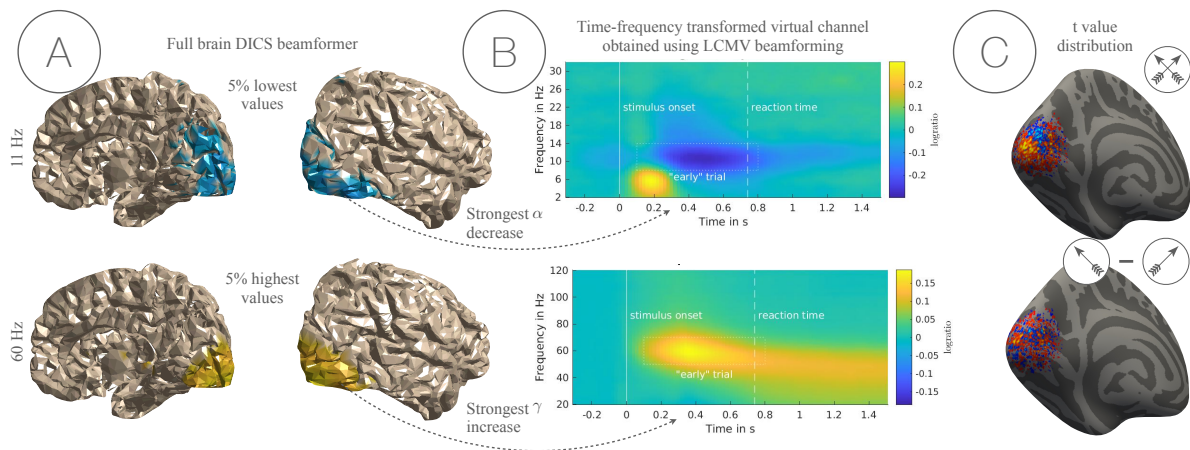 A
Full brain DICS beamformer
5% lowest
values
11 Hz
Strongest α
decrease
5% highest
values
60 Hz
Strongest γ
increase
B
Time-frequency transformed virtual channel
obtained using LCMV beamforming
Frequency in Hz
30
26
22
18
14
10
6
2
stimulus onset
reaction time
"early" trial
-0.2
0
0.2
0.4
0.6
0.8
1
1.2
1.4
Time in s
0.2
0.1
0
-0.1
-0.2
logratio
Frequency in Hz
120
100
80
60
40
20
stimulus onset
reaction time
"early" trial
-0.2
0
0.2
0.4
0.6
0.8
1
1.2
1.4
Time in s
0.15
0.1
0.05
0
-0.05
-0.1
-0.15
logratio
C
t value
distribution
–